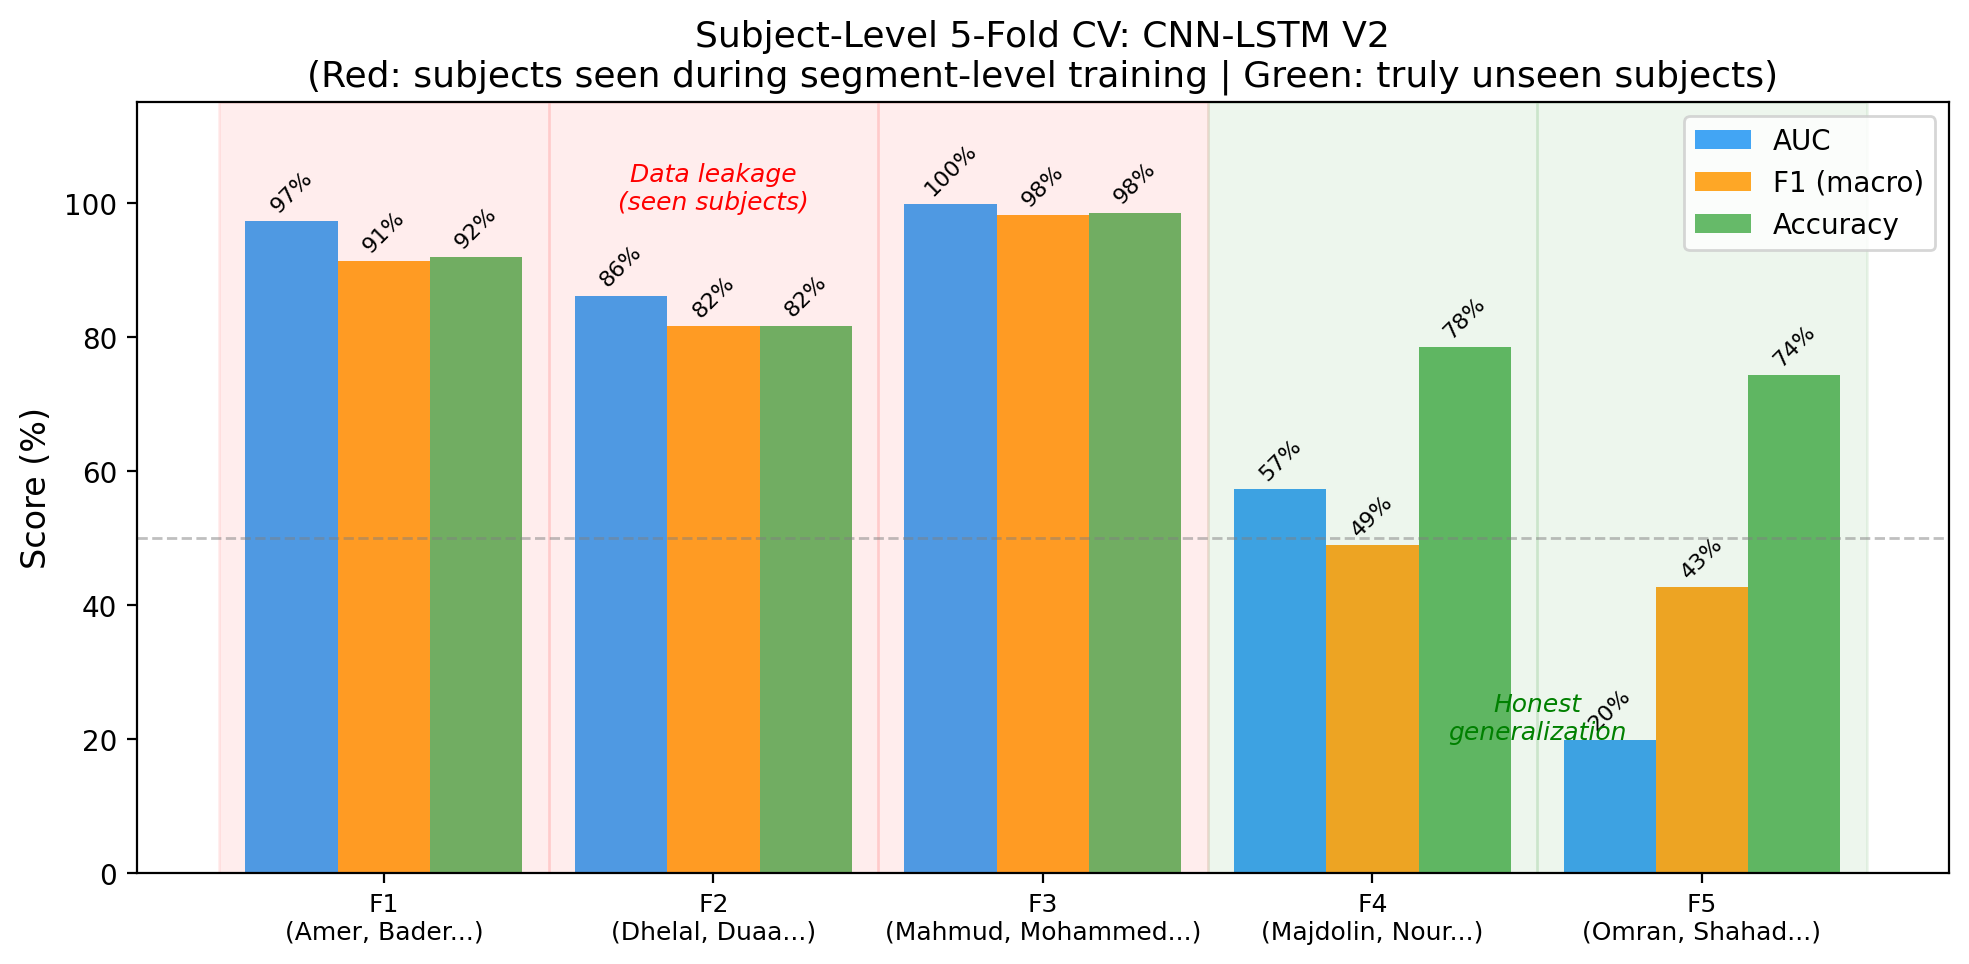 Subject-Level 5-Fold CV: CNN-LSTM V2
(Red: subjects seen during segment-level training | Green: truly unseen subjects)
AUC
F1 (macro)
Accuracy
Data leakage
(seen subjects)
Honest
generalization
Score (%)
100
80
60
40
20
0
97%
91%
92%
86%
82%
82%
100%
98%
98%
57%
49%
78%
20%
43%
74%
F1
(Amer, Bader...)
F2
(Dhelal, Duaa...)
F3
(Mahmud, Mohammed...)
F4
(Majdolin, Nour...)
F5
(Omran, Shahad...)